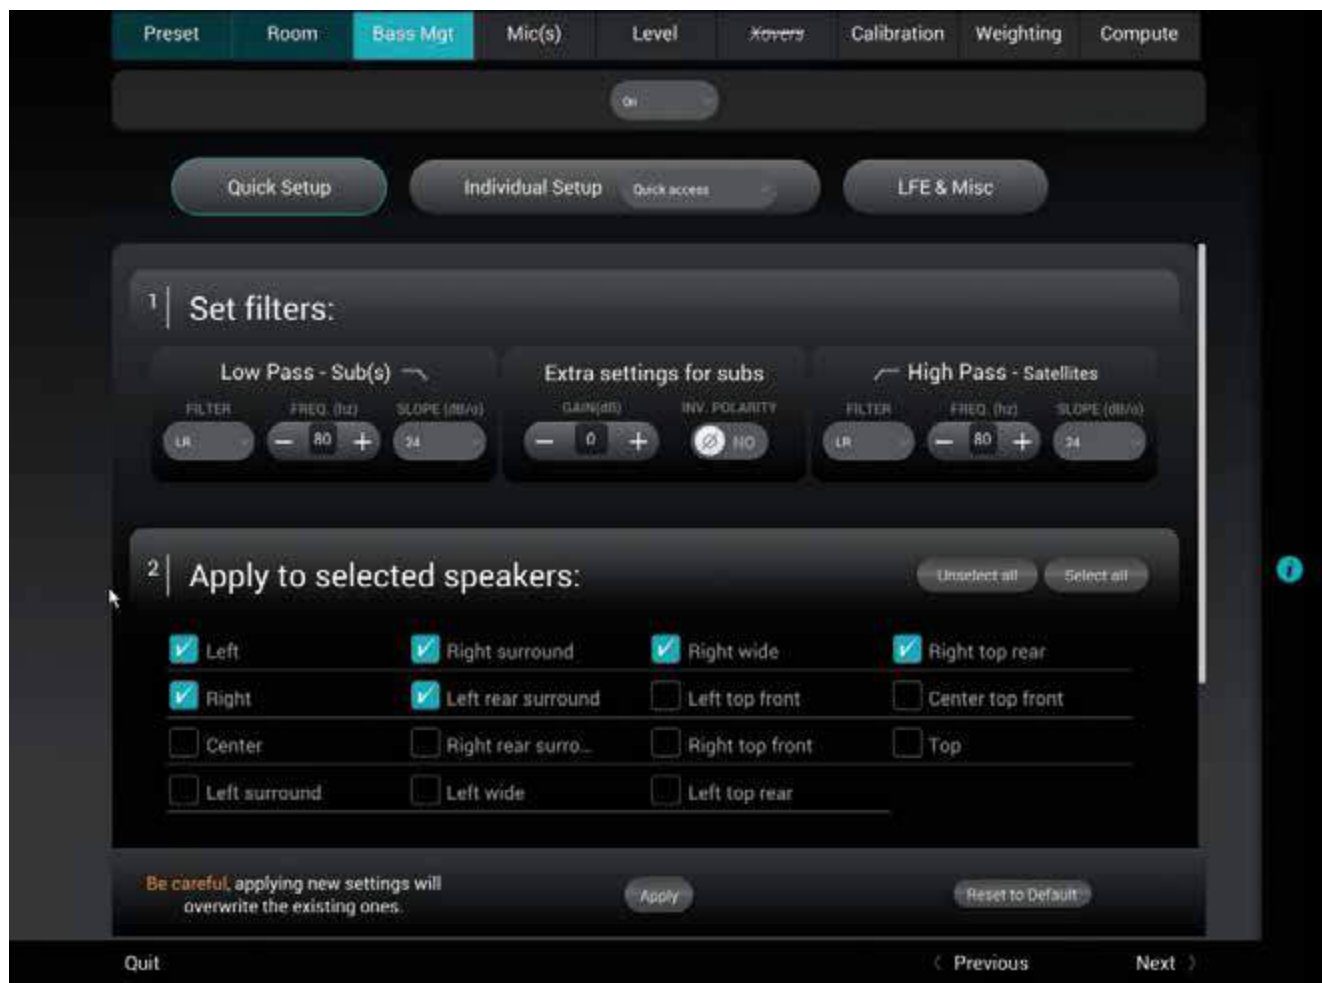 Preset Room Bass Mgt Mic(s) Level Xovers Calibration Weighting Compute
On
Quick Setup Individual Setup Quick access LFE & Misc
1 Set filters:
Low Pass - Sub(s) Extra settings for subs High Pass - Satellites
FILTER FREQ. (hz) SLOPE (dB/o) GAIN(dB) INV. POLARITY FILTER FREQ. (hz) SLOPE (dB/o)
LR − 80 + 24 − 0 + Ø NO LR − 80 + 24
2 Apply to selected speakers: Unselect all Select all
Left Right surround Right wide Right top rear
Right Left rear surround Left top front Center top front
Center Right rear surro... Right top front Top
Left surround Left wide Left top rear
Be careful, applying new settings will
overwrite the existing ones.
Apply Reset to Default
i
Quit Previous Next